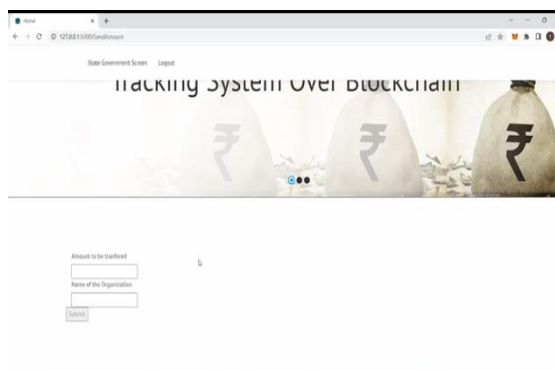 Home
127.0.0.1:5000/SendAmount
State Government Screen Logout
Tracking System Over Blockchain
₹ ₹ ₹
Amount to be tranfered
Name of the Organization
Submit